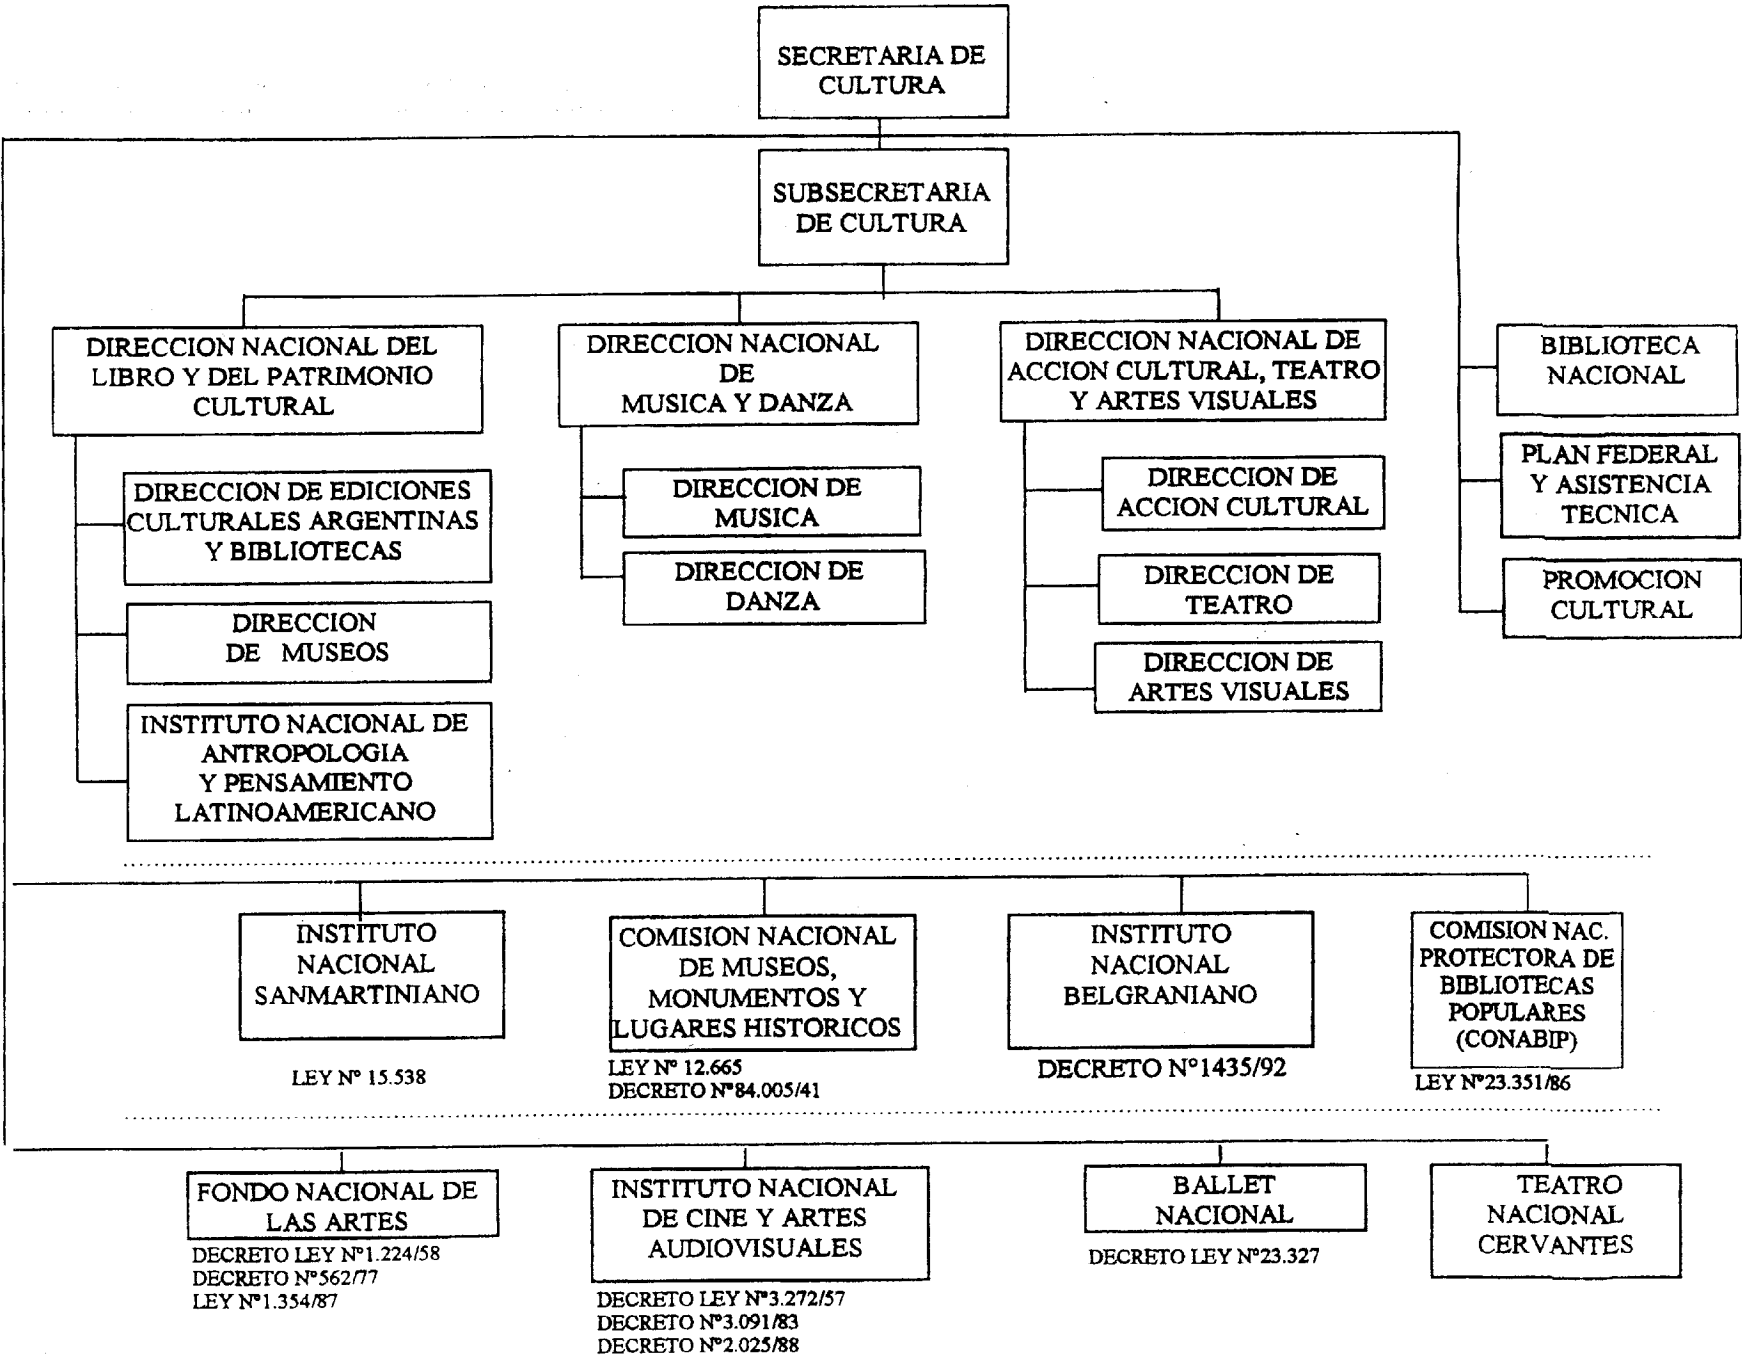 SECRETARIA DE
CULTURA
SUBSECRETARIA
DE CULTURA
DIRECCION NACIONAL DEL
LIBRO Y DEL PATRIMONIO
CULTURAL
DIRECCION DE EDICIONES
CULTURALES ARGENTINAS
Y BIBLIOTECAS
DIRECCION
DE MUSEOS
INSTITUTO NACIONAL DE
ANTROPOLOGIA
Y PENSAMIENTO
LATINOAMERICANO
DIRECCION NACIONAL
DE
MUSICA Y DANZA
DIRECCION DE
MUSICA
DIRECCION DE
DANZA
DIRECCION NACIONAL DE
ACCION CULTURAL, TEATRO
Y ARTES VISUALES
DIRECCION DE
ACCION CULTURAL
DIRECCION DE
TEATRO
DIRECCION DE
ARTES VISUALES
BIBLIOTECA
NACIONAL
PLAN FEDERAL
Y ASISTENCIA
TECNICA
PROMOCION
CULTURAL
INSTITUTO
NACIONAL
SANMARTINIANO
LEY Nº 15.538
COMISION NACIONAL
DE MUSEOS,
MONUMENTOS Y
LUGARES HISTORICOS
LEY Nº 12.665
DECRETO Nº84.005/41
INSTITUTO
NACIONAL
BELGRANIANO
DECRETO Nº1435/92
COMISION NAC.
PROTECTORA DE
BIBLIOTECAS
POPULARES
(CONABIP)
LEY Nº23.351/86
FONDO NACIONAL DE
LAS ARTES
DECRETO LEY Nº1.224/58
DECRETO Nº562/77
LEY Nº1.354/87
INSTITUTO NACIONAL
DE CINE Y ARTES
AUDIOVISUALES
DECRETO LEY Nº3.272/57
DECRETO Nº3.091/83
DECRETO Nº2.025/88
BALLET
NACIONAL
DECRETO LEY Nº23.327
TEATRO
NACIONAL
CERVANTES